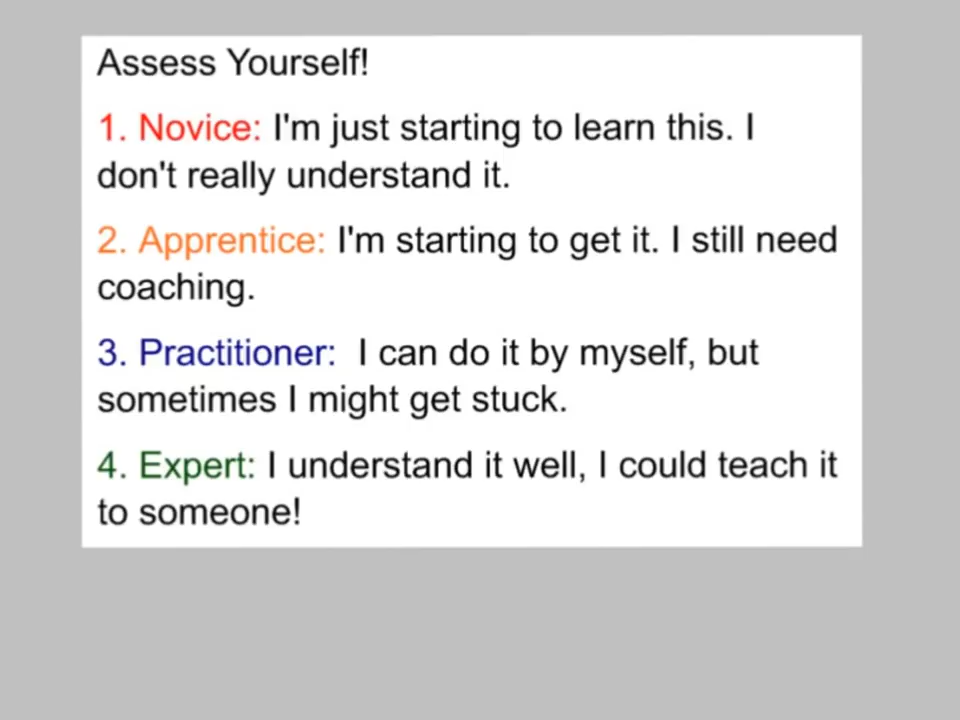 Assess Yourself!
1. Novice: I'm just starting to learn this. I
don't really understand it.
2. Apprentice: I'm starting to get it. I still need
coaching.
3. Practitioner:  I can do it by myself, but
sometimes I might get stuck.
4. Expert: I understand it well, I could teach it
to someone!